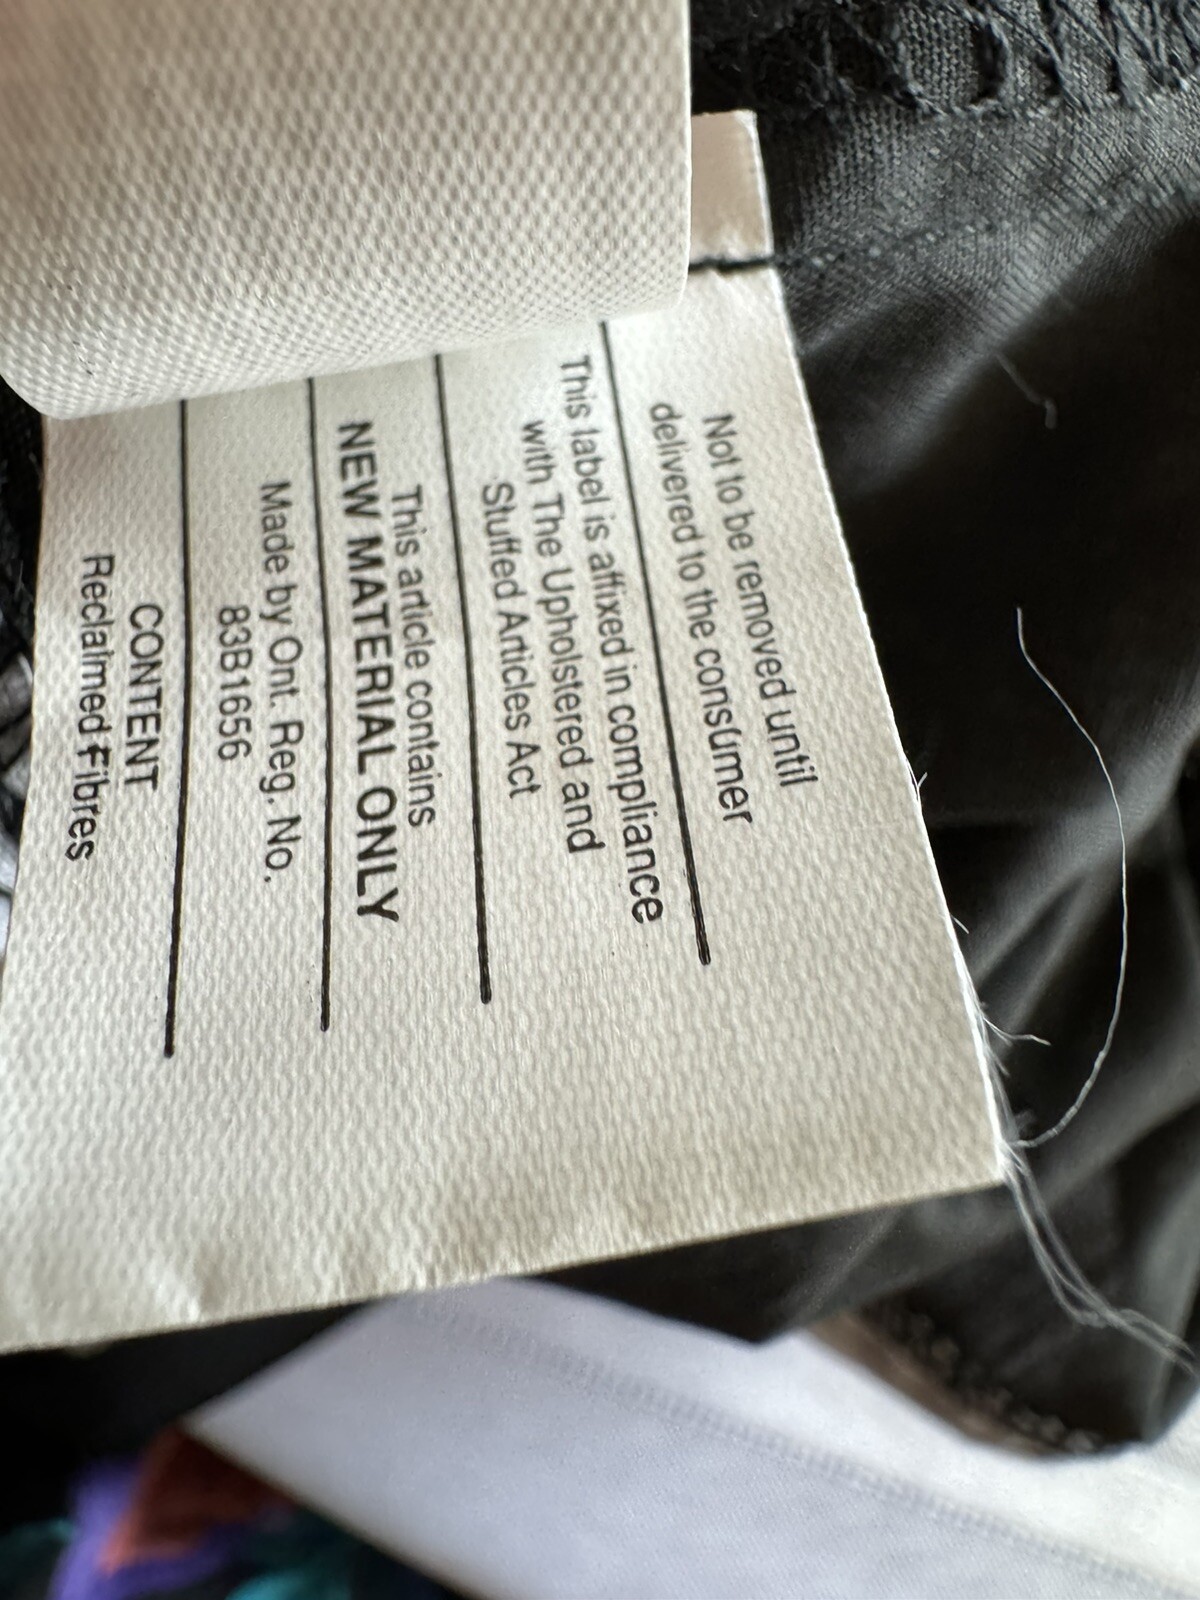 Not to be removed until
delivered to the consumer
This label is affixed in compliance
with The Upholstered and
Stuffed Articles Act
This article contains
NEW MATERIAL ONLY
Made by Ont. Reg. No.
83B1656
CONTENT
Reclaimed Fibres